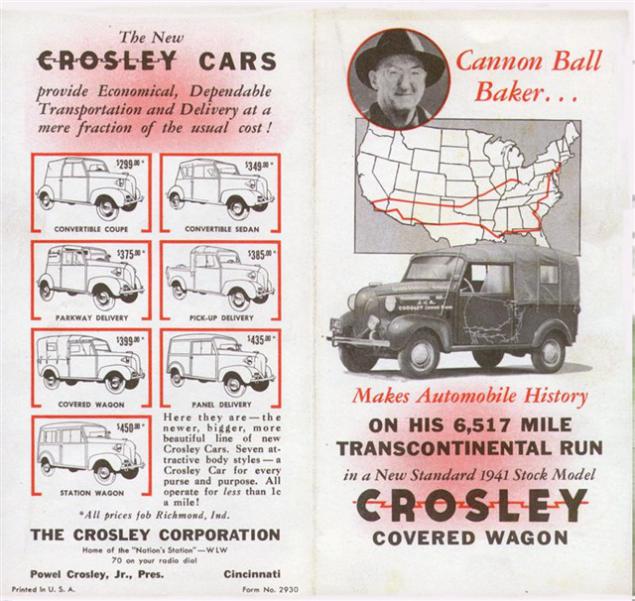 The New
CROSLEY CARS
provide Economical, Dependable
Transportation and Delivery at a
mere fraction of the usual cost!
$299.00*
CONVERTIBLE COUPE
$349.00*
CONVERTIBLE SEDAN
$375.00*
PARKWAY DELIVERY
$385.00*
PICK-UP DELIVERY
$399.00*
COVERED WAGON
$435.00*
PANEL DELIVERY
$450.00*
STATION WAGON
Here they are—the
newer, bigger, more
beautiful line of new
Crosley Cars. Seven at-
tractive body styles—a
Crosley Car for every
purse and purpose. All
operate for less than 1c
a mile!
*All prices fob Richmond, Ind.
THE CROSLEY CORPORATION
Home of the "Nation's Station"—WLW
70 on your radio dial
Powel Crosley, Jr., Pres. Cincinnati
Printed In U. S. A. Form No. 2930
Cannon Ball
Baker...
CROSLEY
Makes Automobile History
ON HIS 6,517 MILE
TRANSCONTINENTAL RUN
in a New Standard 1941 Stock Model
CROSLEY
COVERED WAGON